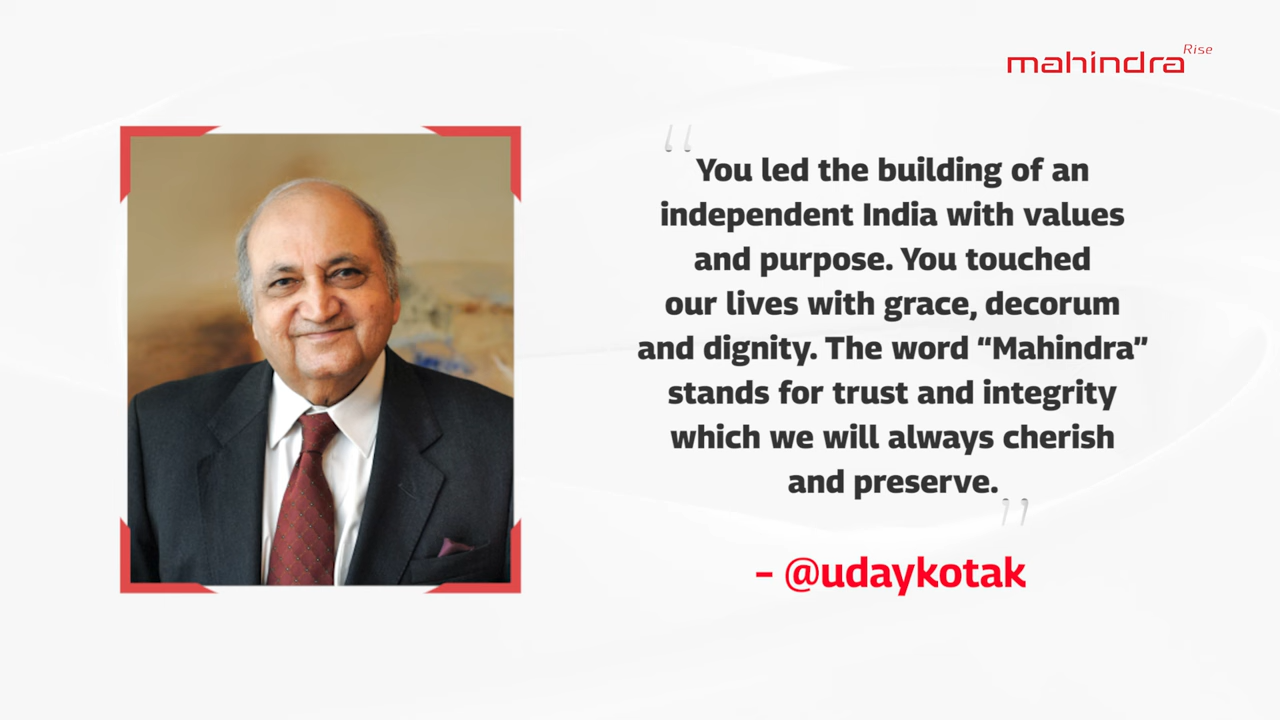 mahindra Rise
“
You led the building of an
independent India with values
and purpose. You touched
our lives with grace, decorum
and dignity. The word “Mahindra”
stands for trust and integrity
which we will always cherish
and preserve.
”
– @udaykotak